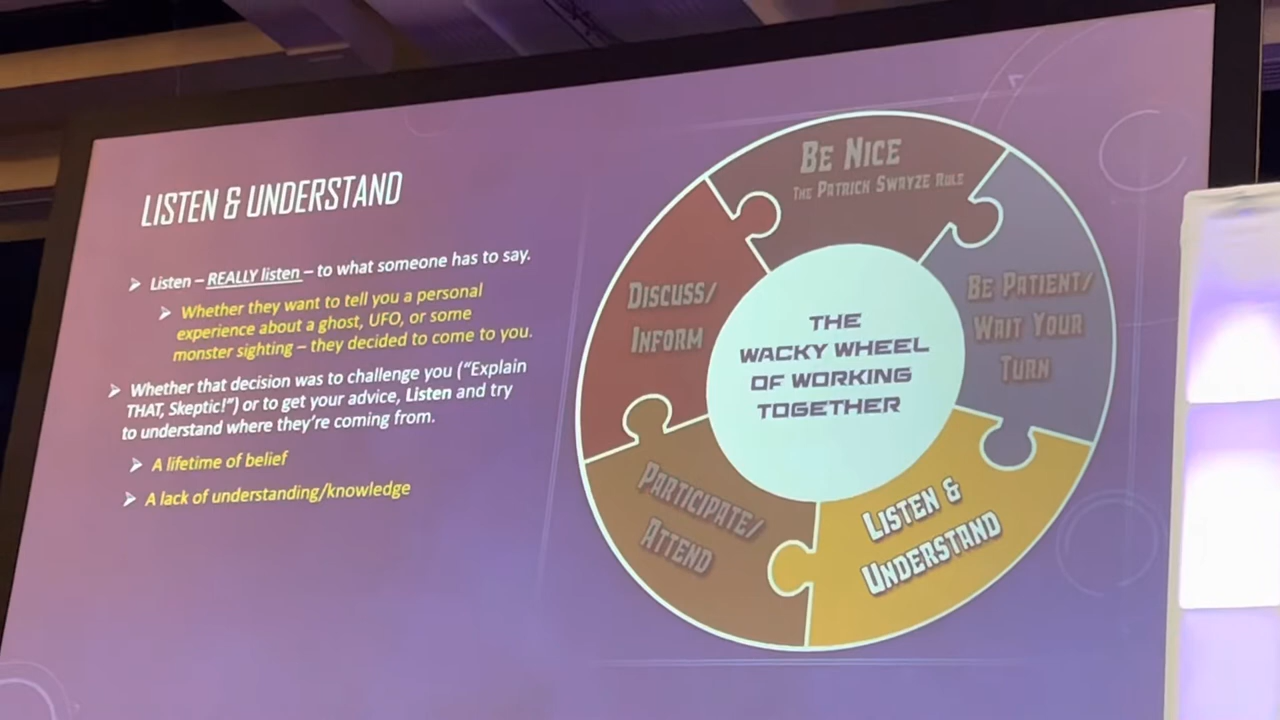 LISTEN & UNDERSTAND
Listen – REALLY listen – to what someone has to say.
Whether they want to tell you a personal
experience about a ghost, UFO, or some
monster sighting – they decided to come to you.
Whether that decision was to challenge you (“Explain
THAT, Skeptic!”) or to get your advice, Listen and try
to understand where they’re coming from.
A lifetime of belief
A lack of understanding/knowledge
BE NICE
THE PATRICK SWAYZE RULE
BE PATIENT/
WAIT YOUR
TURN
LISTEN &
UNDERSTAND
PARTICIPATE/
ATTEND
DISCUSS/
INFORM
THE
WACKY WHEEL
OF WORKING
TOGETHER